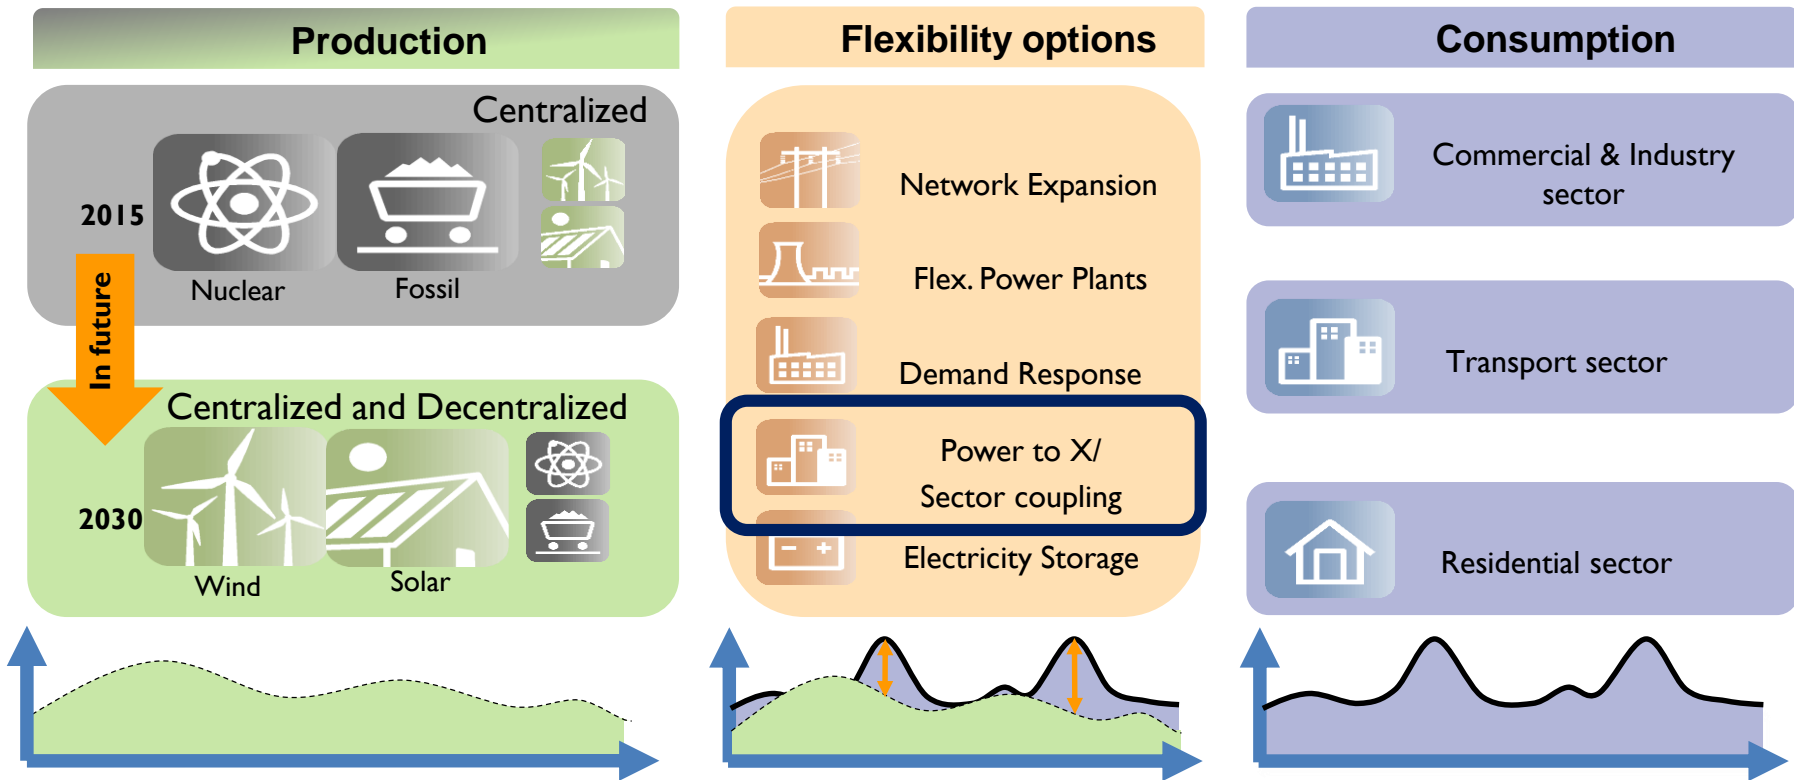 Production
Centralized
2015
Nuclear
Fossil
In future
Centralized and Decentralized
2030
Wind
Solar
Flexibility options
Network Expansion
Flex. Power Plants
Demand Response
Power to X/
Sector coupling
Electricity Storage
Consumption
Commercial & Industry
sector
Transport sector
Residential sector